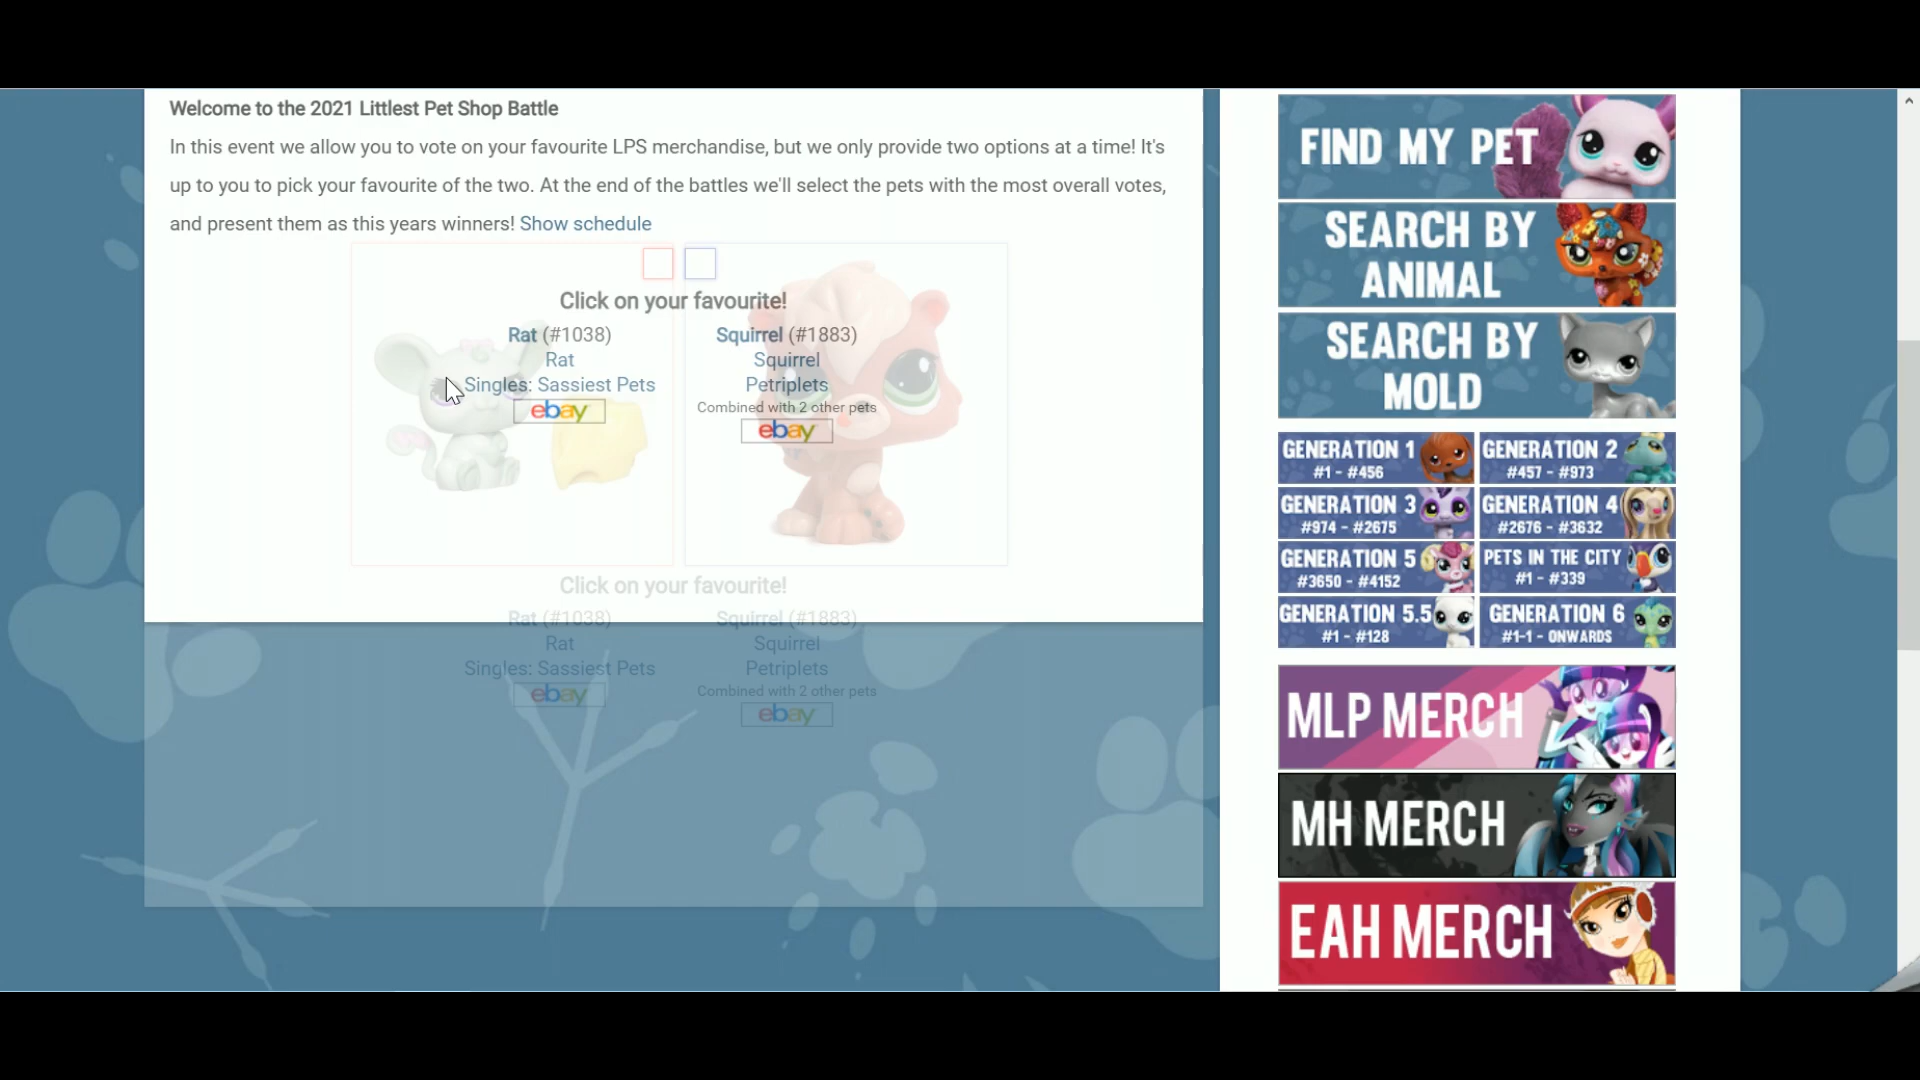 Welcome to the 2021 Littlest Pet Shop Battle
In this event we allow you to vote on your favourite LPS merchandise, but we only provide two options at a time! It's
up to you to pick your favourite of the two. At the end of the battles we'll select the pets with the most overall votes,
and present them as this years winners! Show schedule
Click on your favourite!
Rat (#1038)
Rat
Singles: Sassiest Pets
ebay
Squirrel (#1883)
Squirrel
Petriplets
Combined with 2 other pets
ebay
Click on your favourite!
Rat (#1038)
Rat
Singles: Sassiest Pets
ebay
Squirrel (#1883)
Squirrel
Petriplets
Combined with 2 other pets
ebay
FIND MY PET
SEARCH BY
ANIMAL
SEARCH BY
MOLD
GENERATION 1
#1 - #456
GENERATION 2
#457 - #973
GENERATION 3
#974 - #2675
GENERATION 4
#2676 - #3632
GENERATION 5
#3650 - #4152
PETS IN THE CITY
#1 - #339
GENERATION 5.5
#1 - #128
GENERATION 6
#1-1 - ONWARDS
MLP MERCH
MH MERCH
EAH MERCH